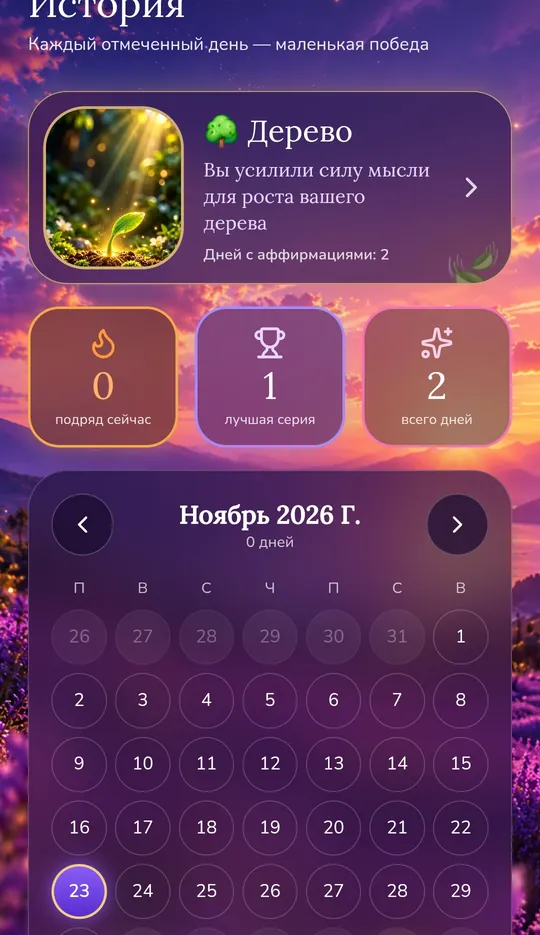 История
Каждый отмеченный день — маленькая победа
Дерево
Вы усилили силу мысли
для роста вашего
дерева
Дней с аффирмациями: 2
0
подряд сейчас
1
лучшая серия
2
всего дней
Ноябрь 2026 Г.
0 дней
П В С Ч П С В
26 27 28 29 30 31 1
2 3 4 5 6 7 8
9 10 11 12 13 14 15
16 17 18 19 20 21 22
23 24 25 26 27 28 29